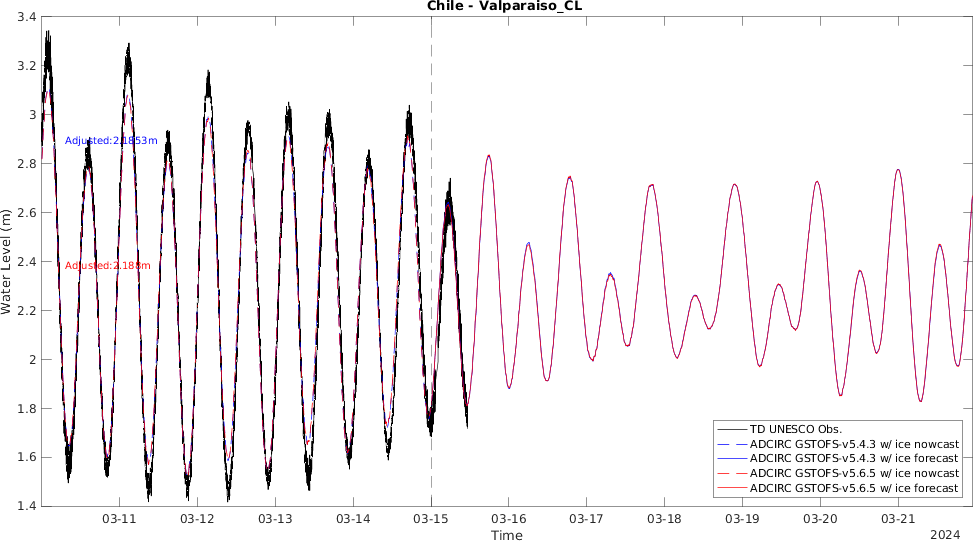 Chile - Valparaiso_CL
3.4
3.2
3
2.8
2.6
2.4
2.2
2
1.8
1.6
1.4
Water Level (m)
Adjusted:2.1853m
Adjusted:2.188m
TD UNESCO Obs.
ADCIRC GSTOFS-v5.4.3 w/ ice nowcast
ADCIRC GSTOFS-v5.4.3 w/ ice forecast
ADCIRC GSTOFS-v5.6.5 w/ ice nowcast
ADCIRC GSTOFS-v5.6.5 w/ ice forecast
03-11 03-12 03-13 03-14 03-15 03-16 03-17 03-18 03-19 03-20 03-21
Time
2024